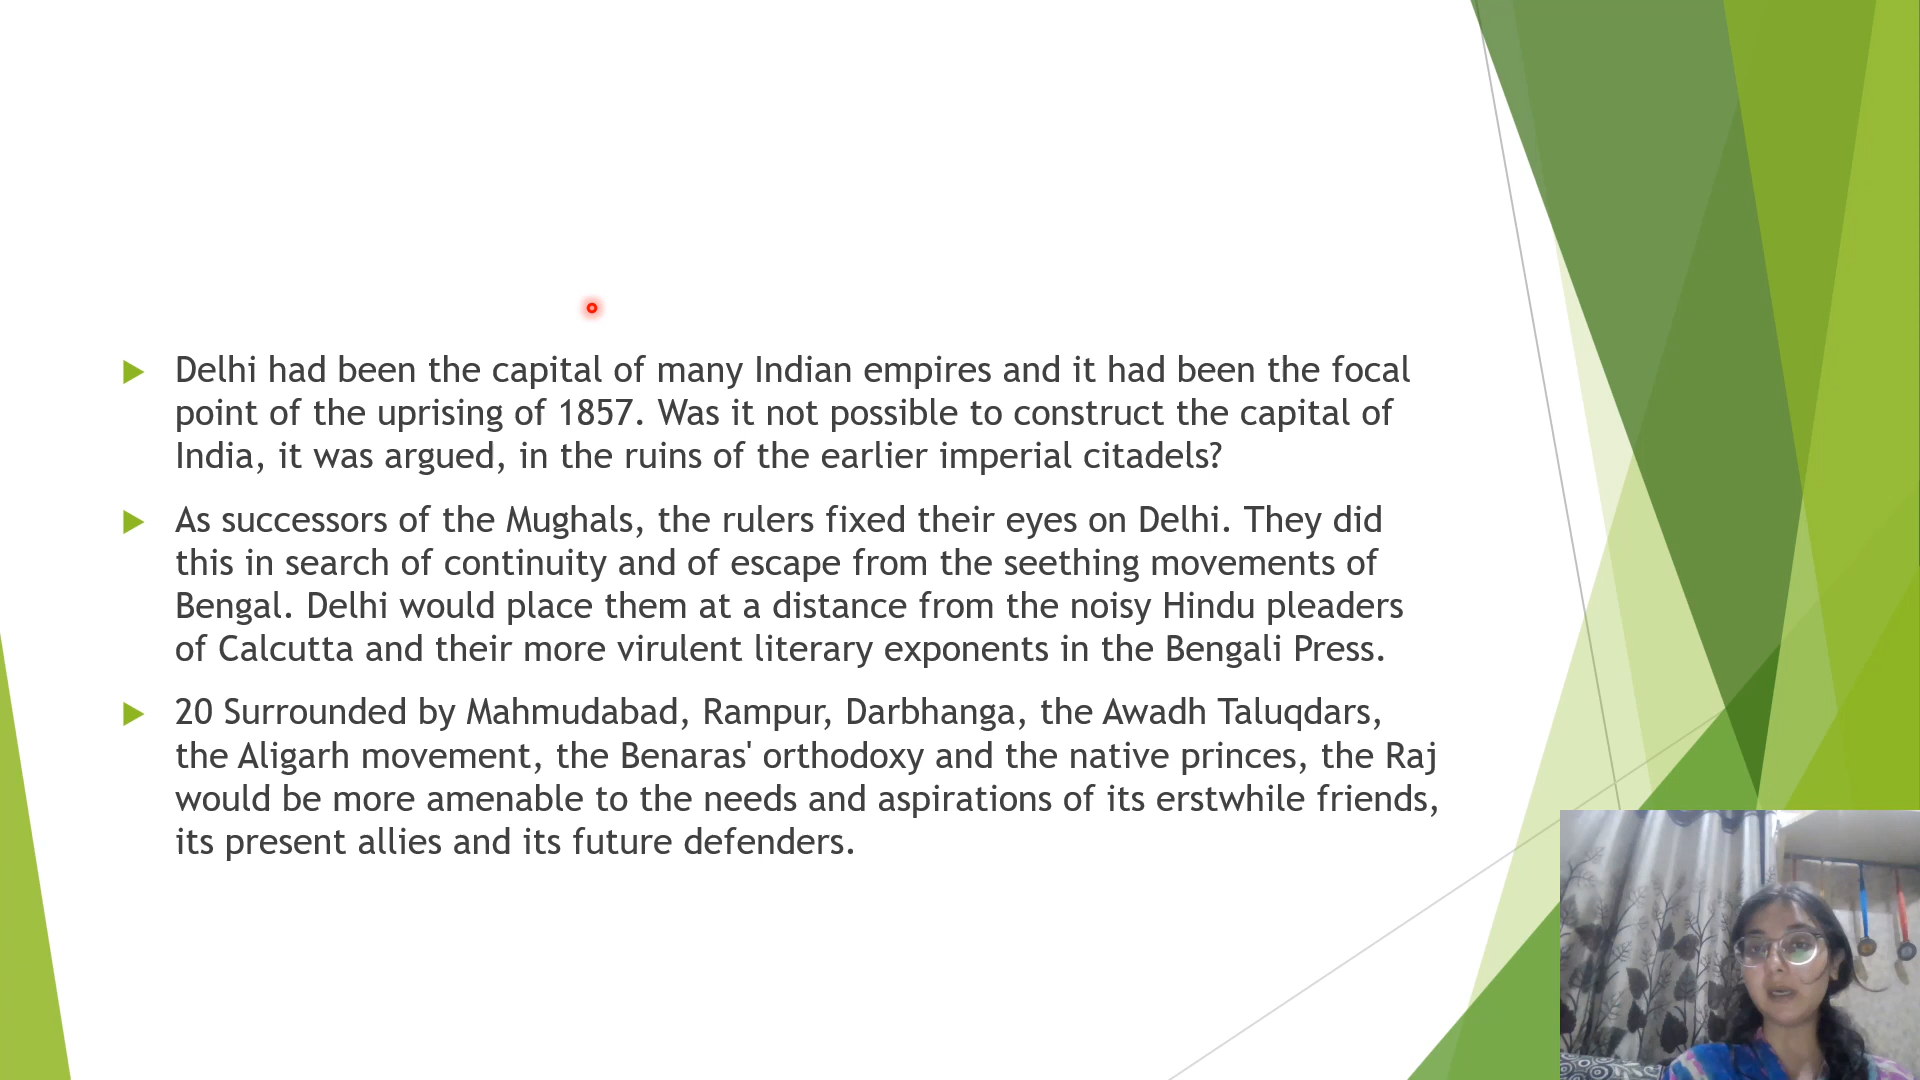 Delhi had been the capital of many Indian empires and it had been the focal
point of the uprising of 1857. Was it not possible to construct the capital of
India, it was argued, in the ruins of the earlier imperial citadels?
As successors of the Mughals, the rulers fixed their eyes on Delhi. They did
this in search of continuity and of escape from the seething movements of
Bengal. Delhi would place them at a distance from the noisy Hindu pleaders
of Calcutta and their more virulent literary exponents in the Bengali Press.
20 Surrounded by Mahmudabad, Rampur, Darbhanga, the Awadh Taluqdars,
the Aligarh movement, the Benaras' orthodoxy and the native princes, the Raj
would be more amenable to the needs and aspirations of its erstwhile friends,
its present allies and its future defenders.